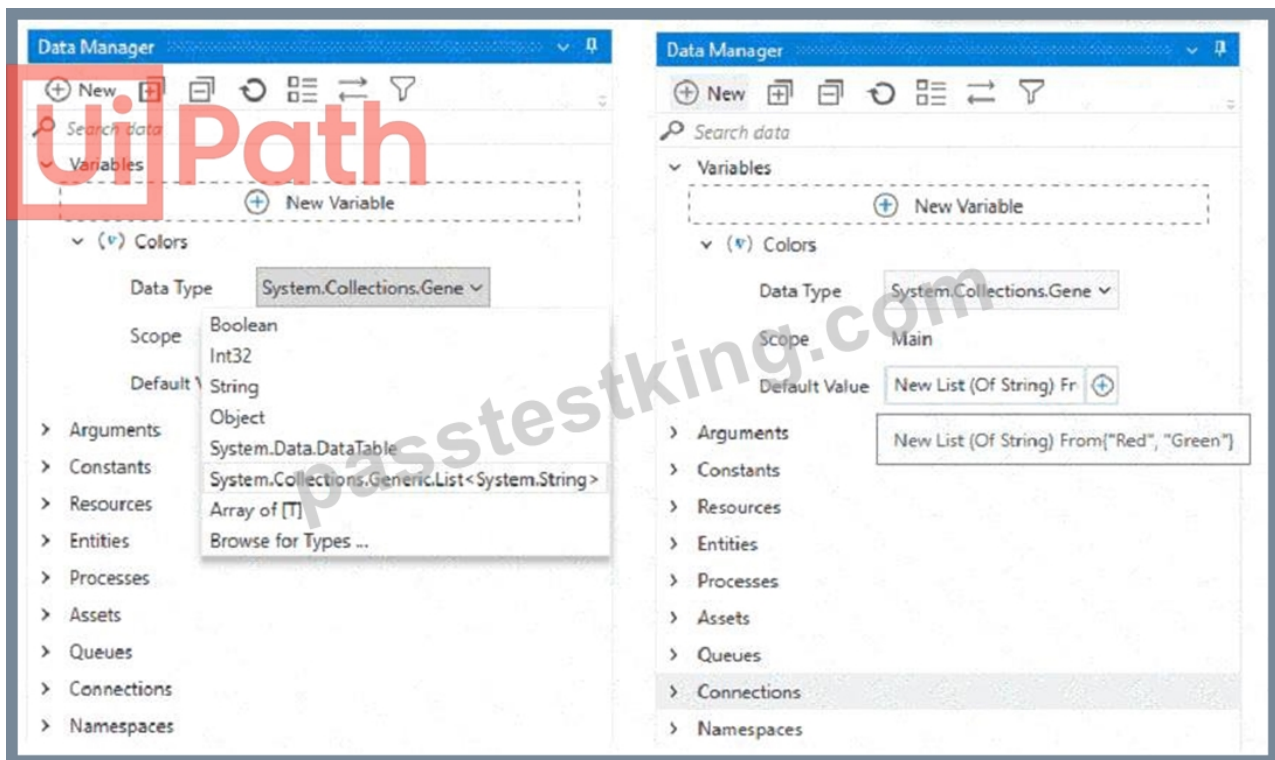 Data Manager
New
Search data
Variables
New Variable
Colors
Data Type System.Collections.Gene
Scope
Default V
Boolean
Int32
String
Object
System.Data.DataTable
System.Collections.Generic.List<System.String>
Array of [T]
Browse for Types ...
Arguments
Constants
Resources
Entities
Processes
Assets
Queues
Connections
Namespaces
Data Manager
New
Search data
Variables
New Variable
Colors
Data Type System.Collections.Gene
Scope Main
Default Value New List (Of String) Fr
New List (Of String) From{"Red", "Green"}
Arguments
Constants
Resources
Entities
Processes
Assets
Queues
Connections
Namespaces
UiPath
passtestking.com